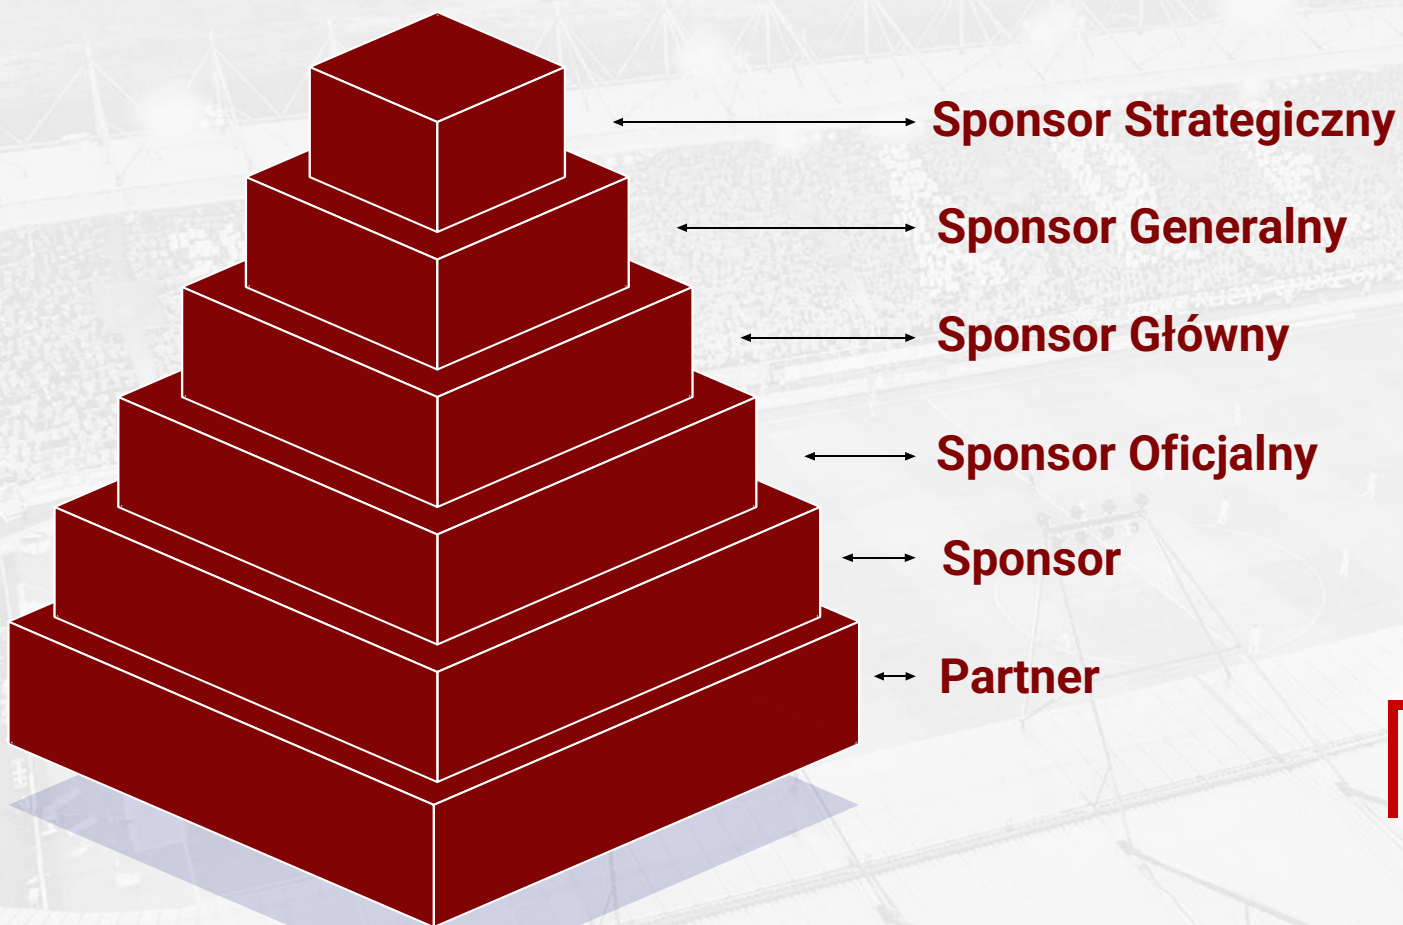 Sponsor Strategiczny
Sponsor Generalny
Sponsor Główny
Sponsor Oficjalny
Sponsor
Partner